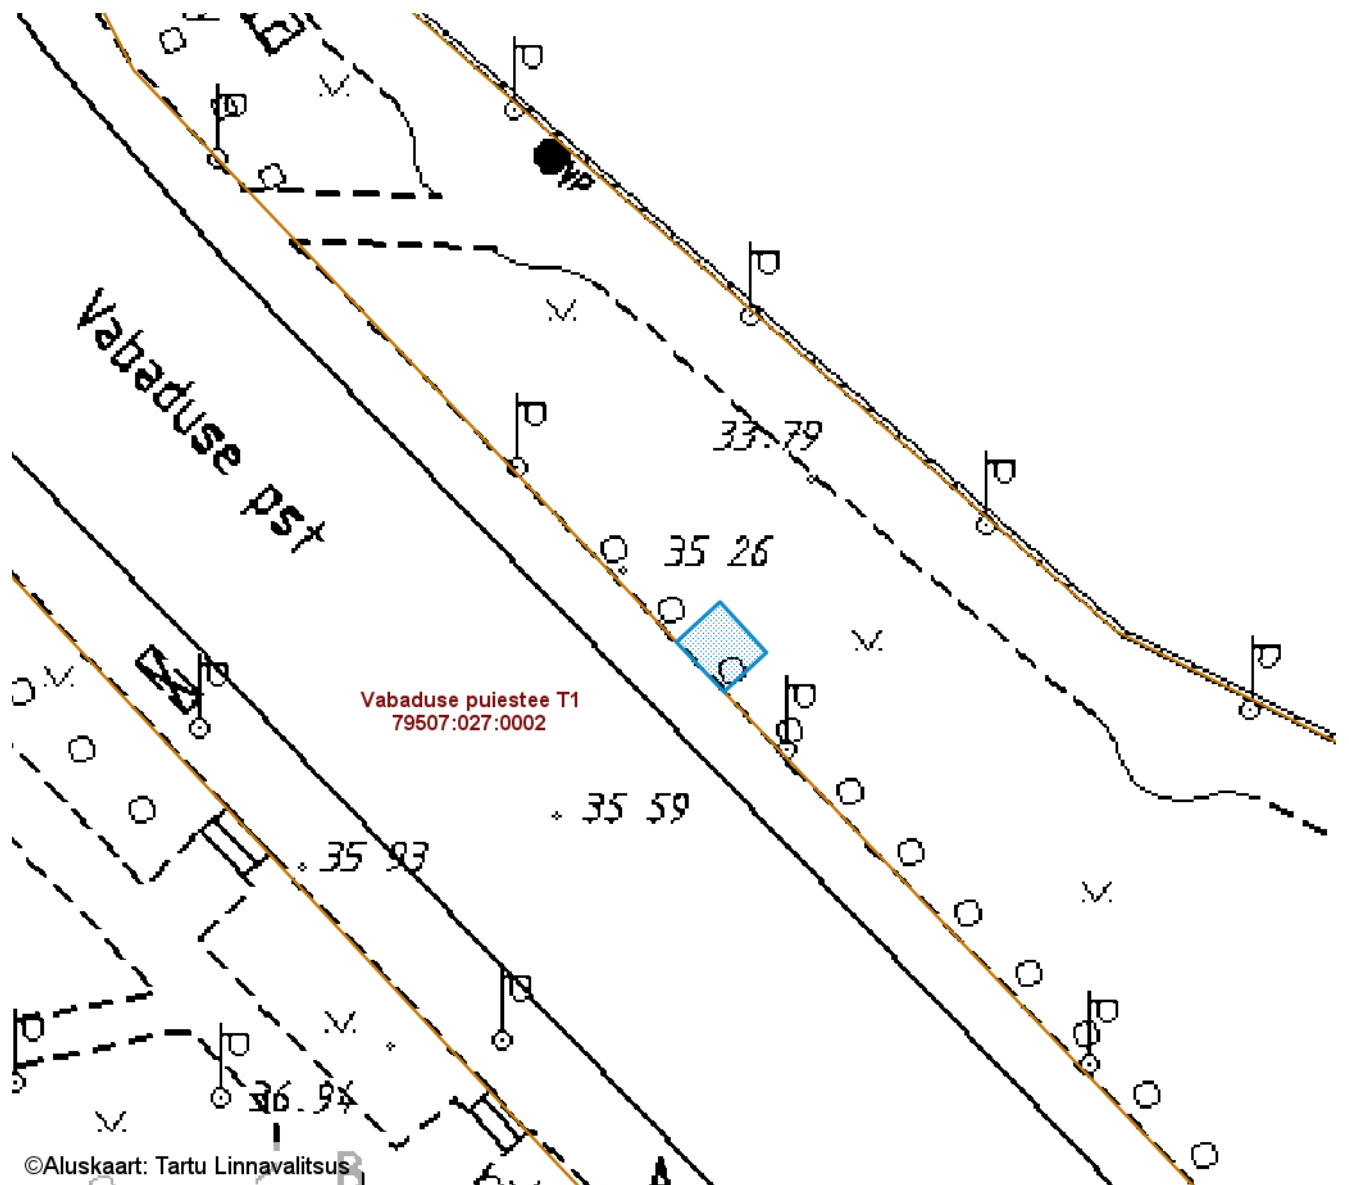 VP
Vabaduse pst
33.79
35 26
Vabaduse puiestee T1
79507:027:0002
35 59
35 93
36.94
B
A
©Aluskaart: Tartu Linnavalitsus